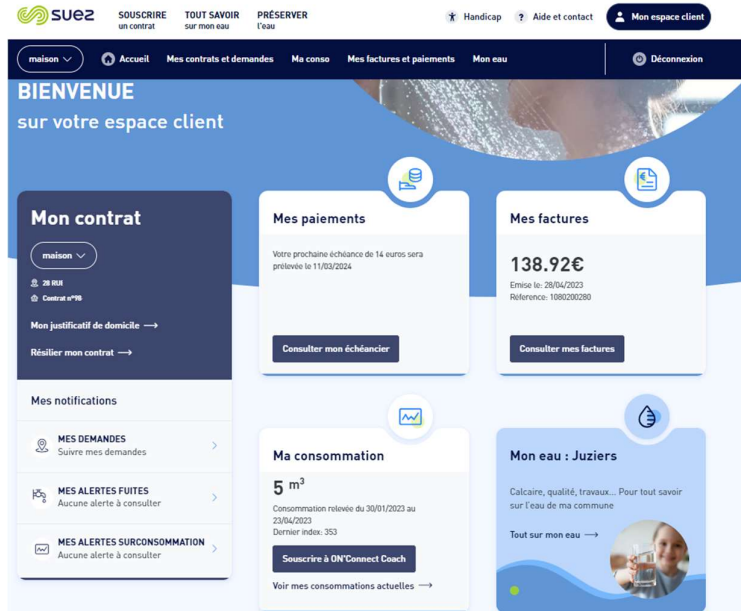 suez
SOUSCRIRE
un contrat
TOUT SAVOIR
sur mon eau
PRÉSERVER
l'eau
Handicap
? Aide et contact
Mon espace client
maison
Accueil
Mes contrats et demandes
Ma conso
Mes factures et paiements
Mon eau
Déconnexion
BIENVENUE
sur votre espace client
Mon contrat
maison
28 RUI
Contrat n°98
Mon justificatif de domicile →
Résilier mon contrat →
Mes notifications
MES DEMANDES
Suivre mes demandes
MES ALERTES FUITES
Aucune alerte à consulter
MES ALERTES SURCONSOMMATION
Aucune alerte à consulter
Mes paiements
Votre prochaine échéance de 14 euros sera
prélevée le 11/03/2024
Consulter mon échéancier
Mes factures
138.92€
Emise le: 28/04/2023
Réference: 1080200280
Consulter mes factures
Ma consommation
5 m³
Consommation relevée du 30/01/2023 au
23/04/2023
Dernier index: 353
Souscrire à ON'Connect Coach
Voir mes consommations actuelles →
Mon eau : Juziers
Calcaire, qualité, travaux... Pour tout savoir
sur l'eau de ma commune
Tout sur mon eau →